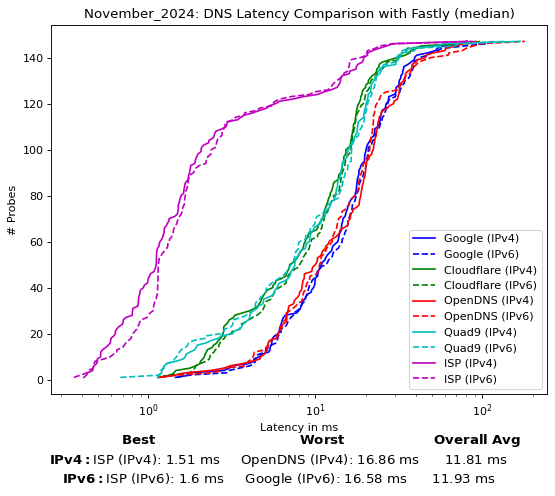 November_2024: DNS Latency Comparison with Fastly (median)
140
120
100
80
60
40
20
0
# Probes
Google (IPv4)
Google (IPv6)
Cloudflare (IPv4)
Cloudflare (IPv6)
OpenDNS (IPv4)
OpenDNS (IPv6)
Quad9 (IPv4)
Quad9 (IPv6)
ISP (IPv4)
ISP (IPv6)
10⁰ 10¹ 10²
Latency in ms
Best Worst Overall Avg
IPv4: ISP (IPv4): 1.51 ms OpenDNS (IPv4): 16.86 ms 11.81 ms
IPv6: ISP (IPv6): 1.6 ms Google (IPv6): 16.58 ms 11.93 ms